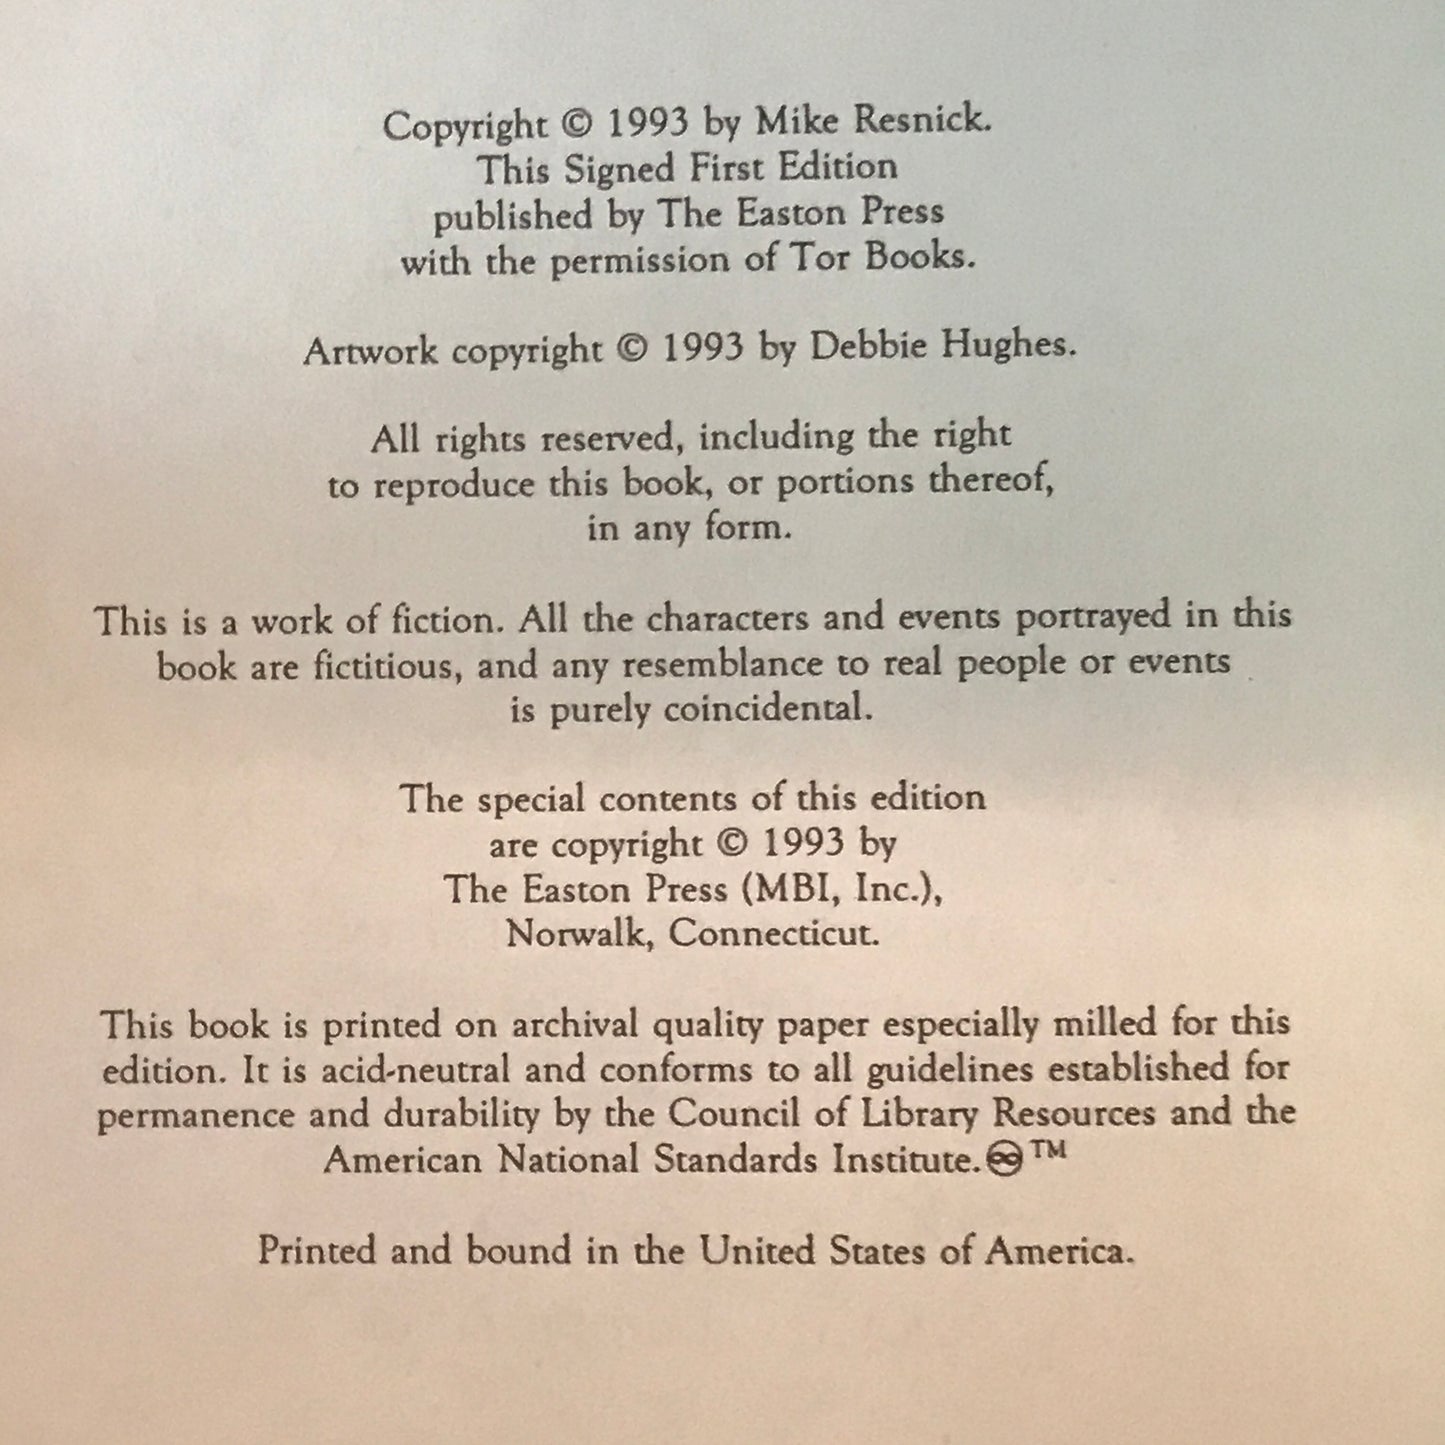 Copyright © 1993 by Mike Resnick.
This Signed First Edition
published by The Easton Press
with the permission of Tor Books.
Artwork copyright © 1993 by Debbie Hughes.
All rights reserved, including the right
to reproduce this book, or portions thereof,
in any form.
This is a work of fiction. All the characters and events portrayed in this
book are fictitious, and any resemblance to real people or events
is purely coincidental.
The special contents of this edition
are copyright © 1993 by
The Easton Press (MBI, Inc.),
Norwalk, Connecticut.
This book is printed on archival quality paper especially milled for this
edition. It is acid-neutral and conforms to all guidelines established for
permanence and durability by the Council of Library Resources and the
American National Standards Institute.♾™
Printed and bound in the United States of America.